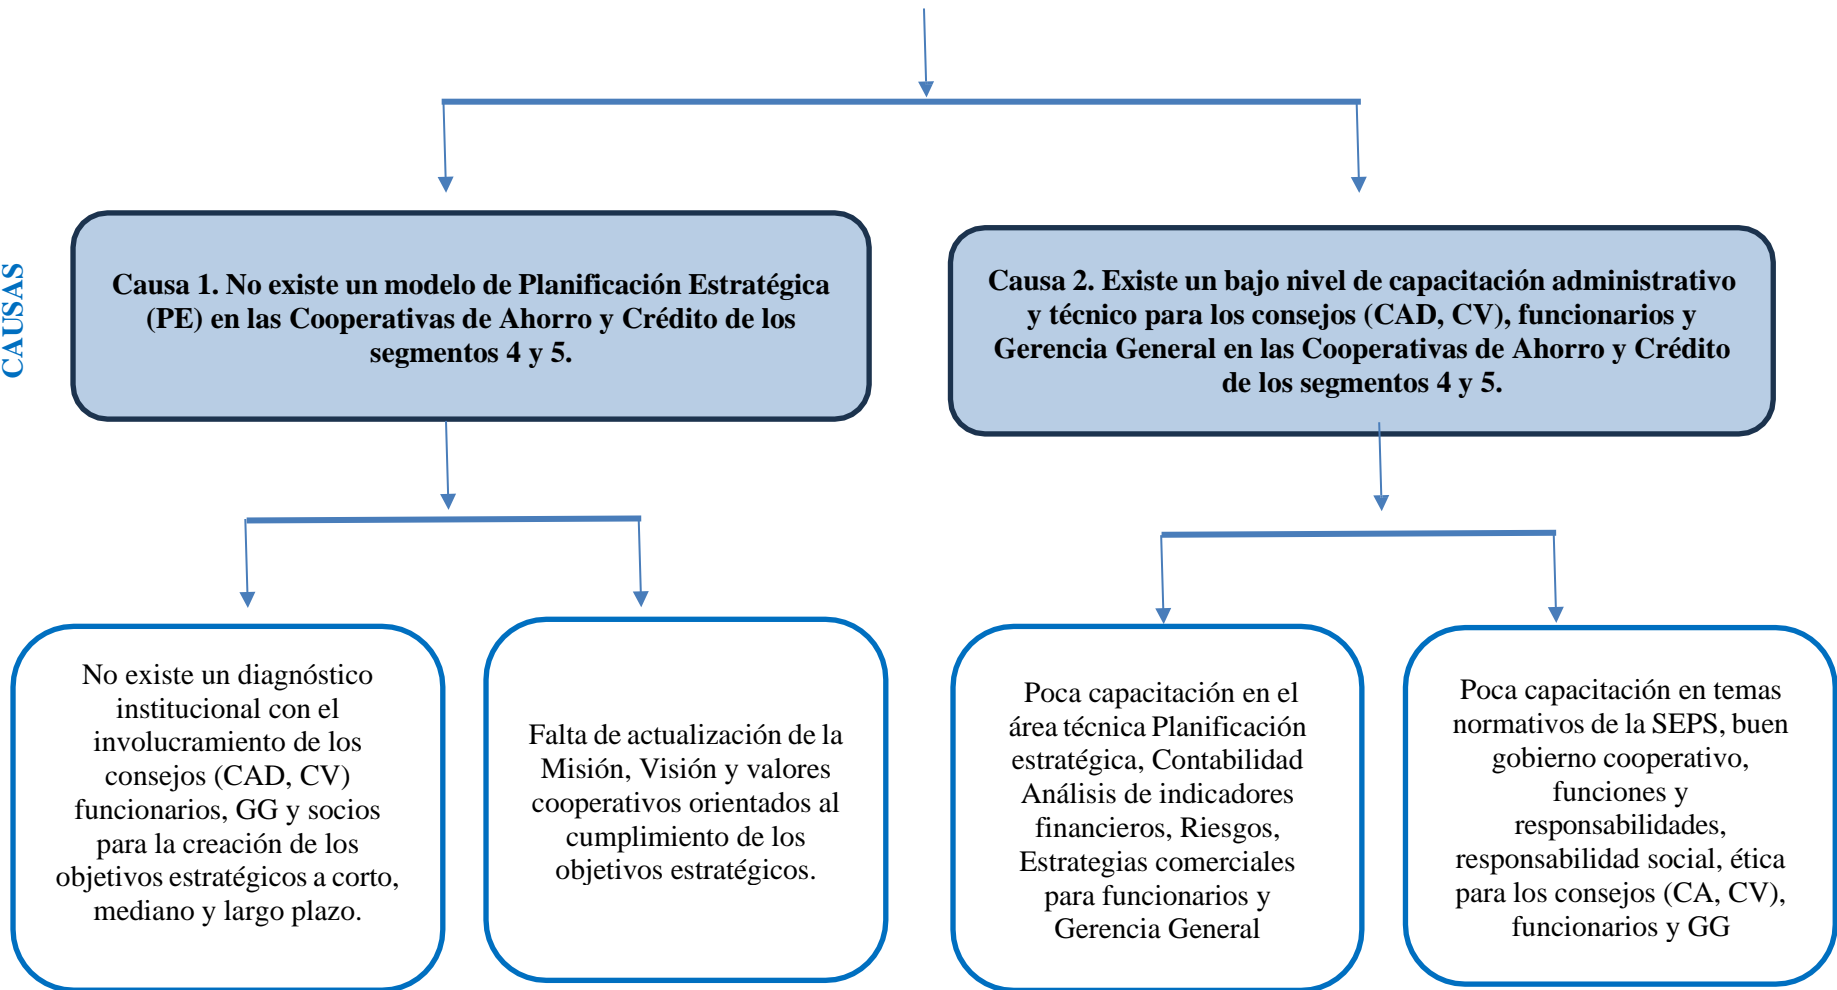 CAUSAS
Causa 1. No existe un modelo de Planificación Estratégica
(PE) en las Cooperativas de Ahorro y Crédito de los
segmentos 4 y 5.
Causa 2. Existe un bajo nivel de capacitación administrativo
y técnico para los consejos (CAD, CV), funcionarios y
Gerencia General en las Cooperativas de Ahorro y Crédito
de los segmentos 4 y 5.
No existe un diagnóstico
institucional con el
involucramiento de los
consejos (CAD, CV)
funcionarios, GG y socios
para la creación de los
objetivos estratégicos a corto,
mediano y largo plazo.
Falta de actualización de la
Misión, Visión y valores
cooperativos orientados al
cumplimiento de los
objetivos estratégicos.
Poca capacitación en el
área técnica Planificación
estratégica, Contabilidad
Análisis de indicadores
financieros, Riesgos,
Estrategias comerciales
para funcionarios y
Gerencia General
Poca capacitación en temas
normativos de la SEPS, buen
gobierno cooperativo,
funciones y
responsabilidades,
responsabilidad social, ética
para los consejos (CA, CV),
funcionarios y GG